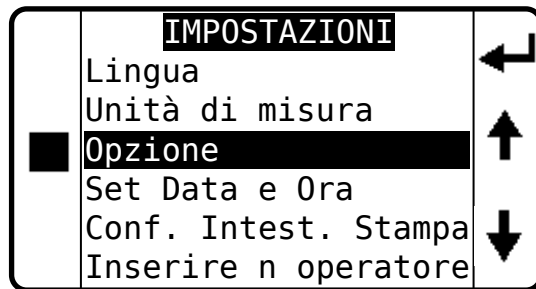 IMPOSTAZIONI
Lingua
Unità di misura
Opzione
Set Data e Ora
Conf. Intest. Stampa
Inserire n operatore